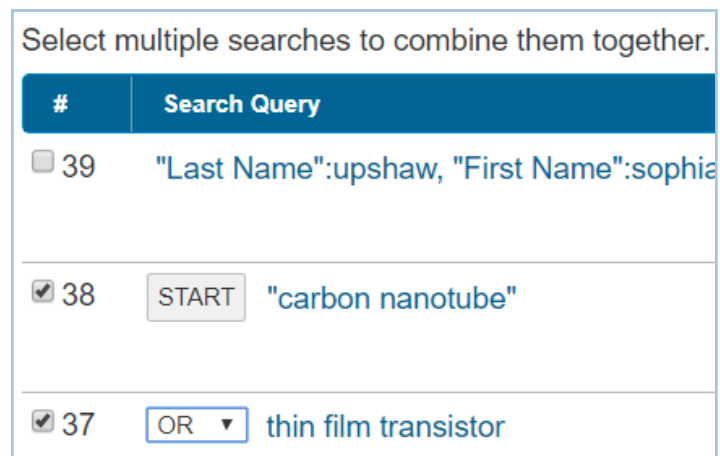 Select multiple searches to combine them together.
# Search Query
39 "Last Name":upshaw, "First Name":sophia
38 START "carbon nanotube"
37 OR ▼ thin film transistor